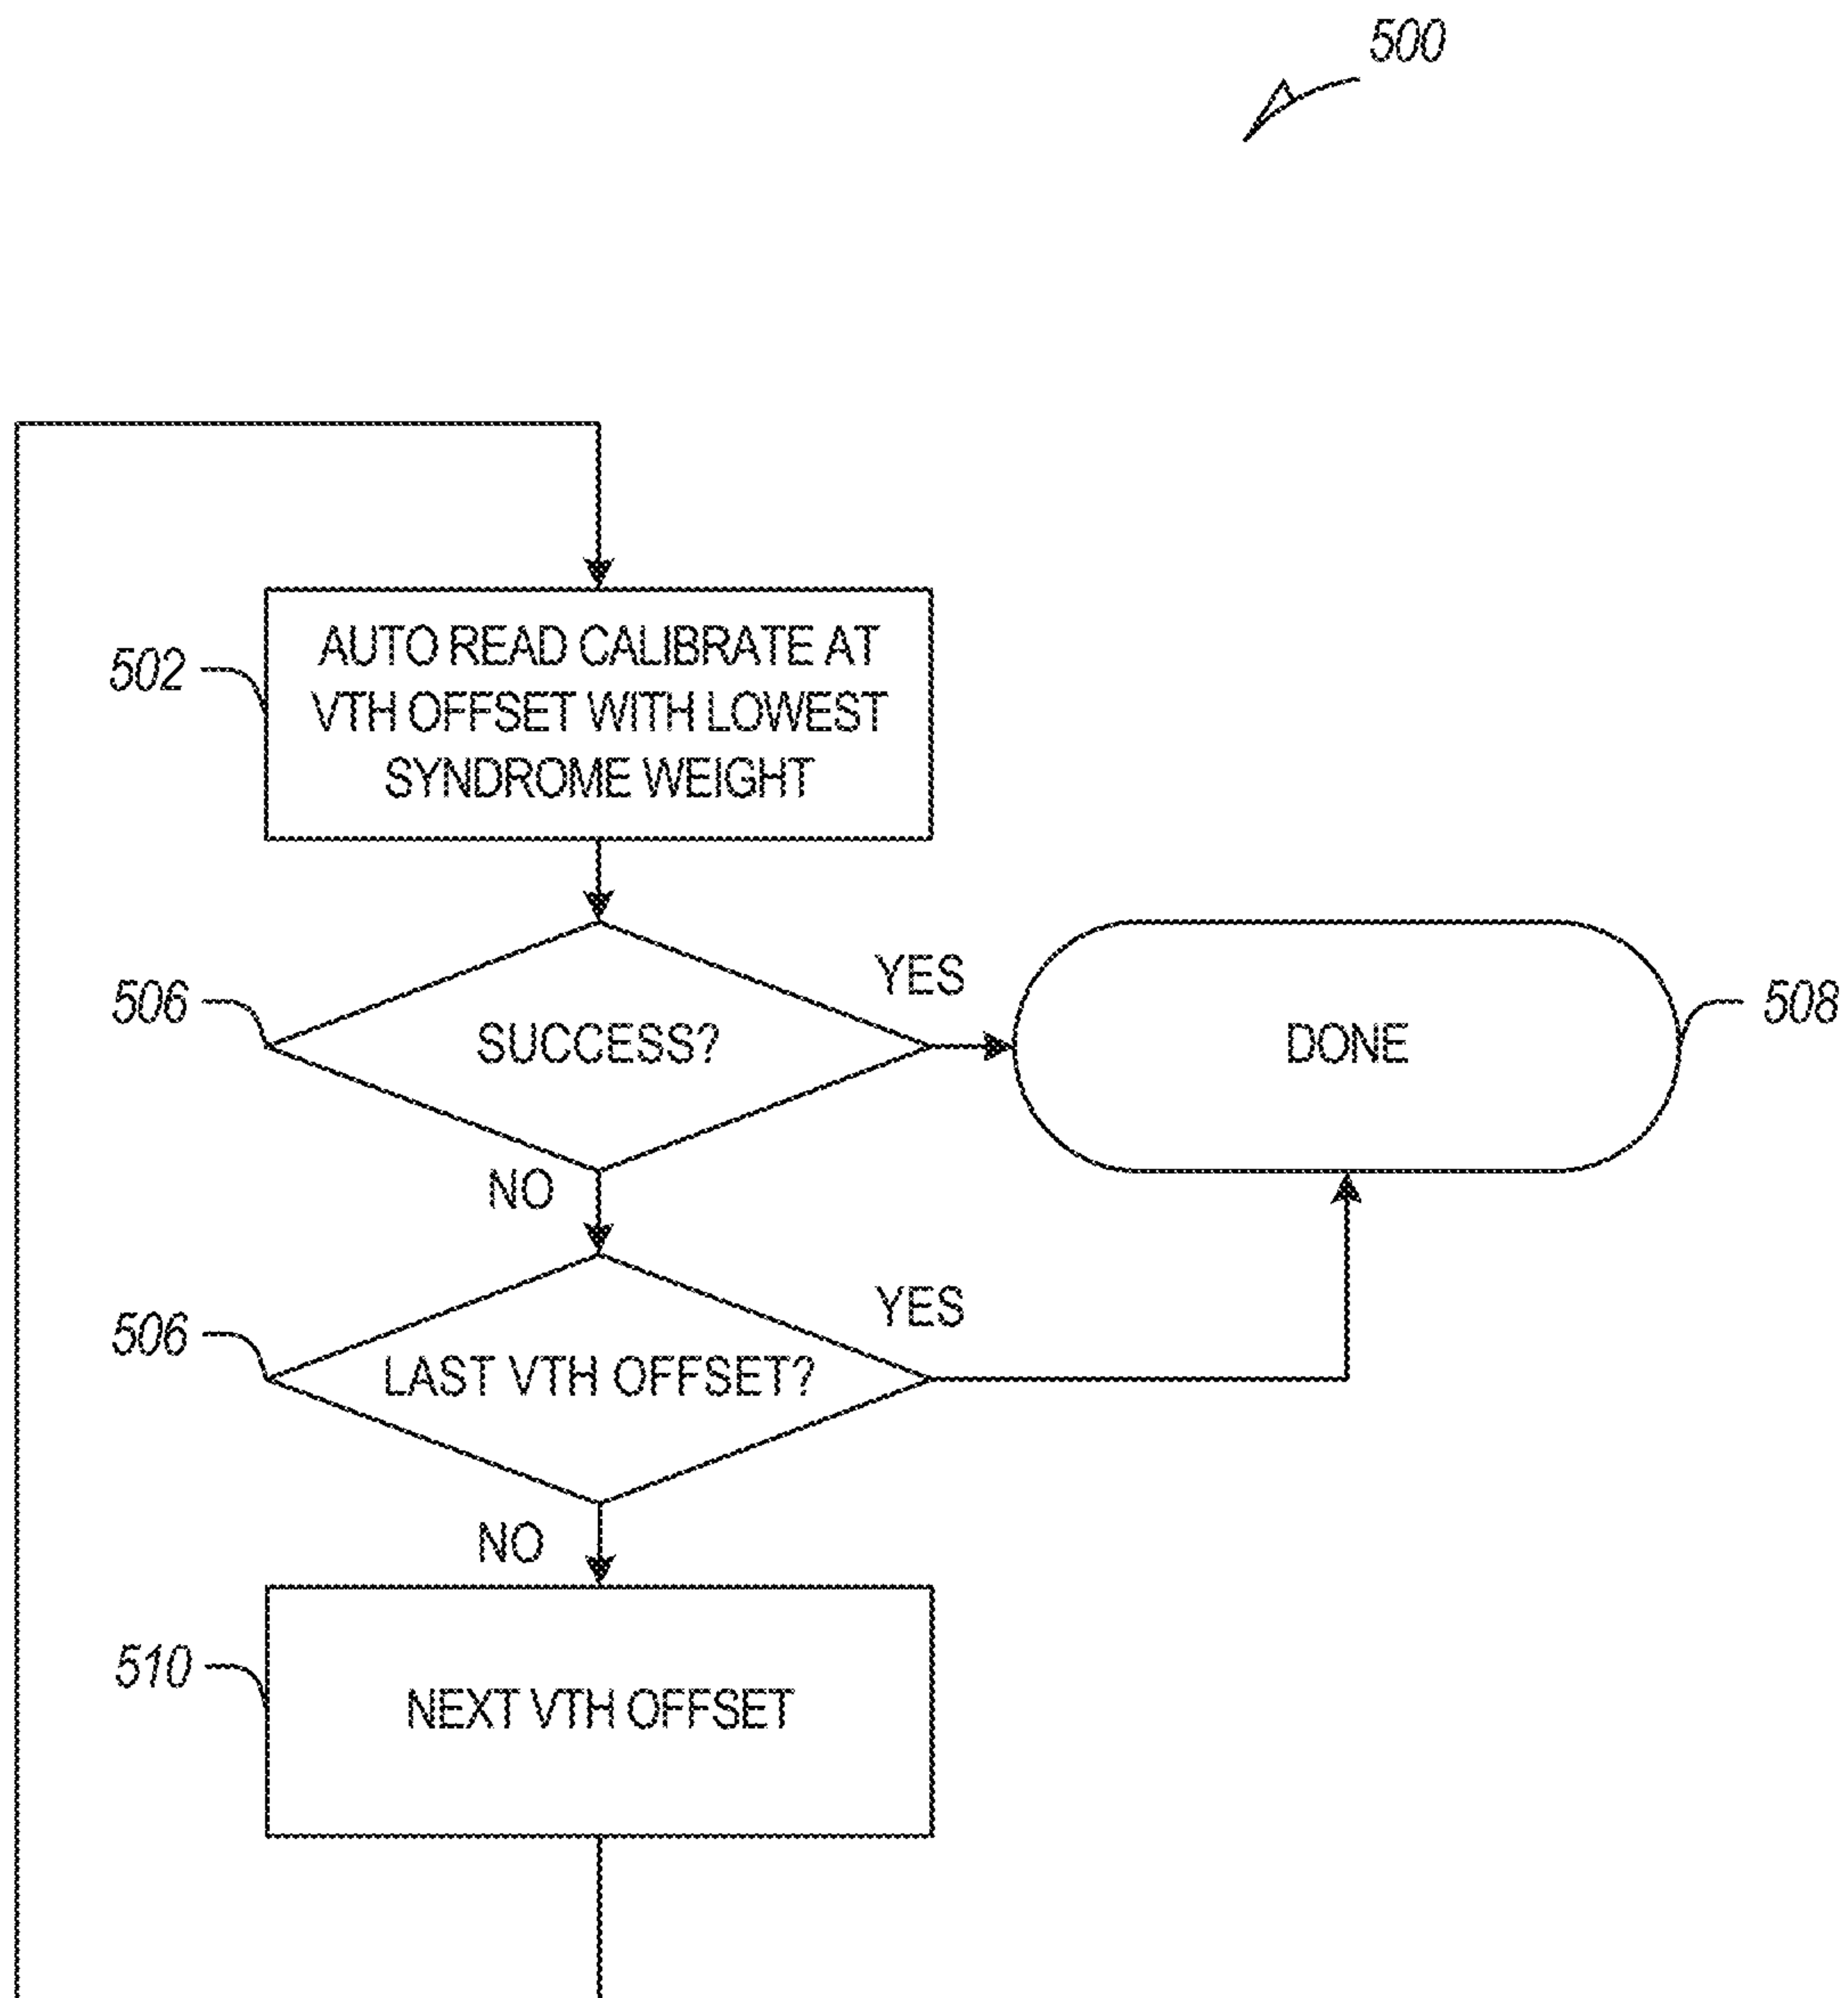 500
502
AUTO READ CALIBRATE AT
VTH OFFSET WITH LOWEST
SYNDROME WEIGHT
506
SUCCESS?
YES
DONE
508
NO
506
LAST VTH OFFSET?
YES
NO
510
NEXT VTH OFFSET